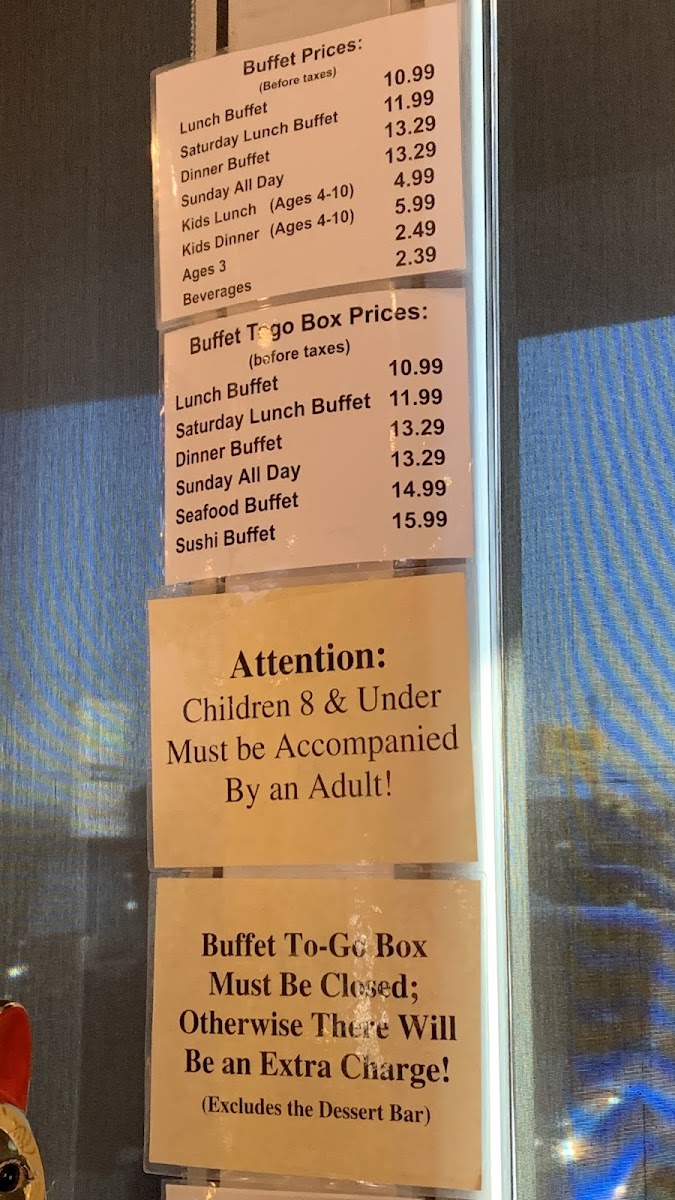 Buffet Prices:
(Before taxes)
Lunch Buffet 10.99
Saturday Lunch Buffet 11.99
Dinner Buffet 13.29
Sunday All Day 13.29
Kids Lunch (Ages 4-10) 4.99
Kids Dinner (Ages 4-10) 5.99
Ages 3 2.49
Beverages 2.39
Buffet Togo Box Prices:
(before taxes)
Lunch Buffet 10.99
Saturday Lunch Buffet 11.99
Dinner Buffet 13.29
Sunday All Day 13.29
Seafood Buffet 14.99
Sushi Buffet 15.99
Attention:
Children 8 & Under
Must be Accompanied
By an Adult!
Buffet To-Go Box
Must Be Closed;
Otherwise There Will
Be an Extra Charge!
(Excludes the Dessert Bar)